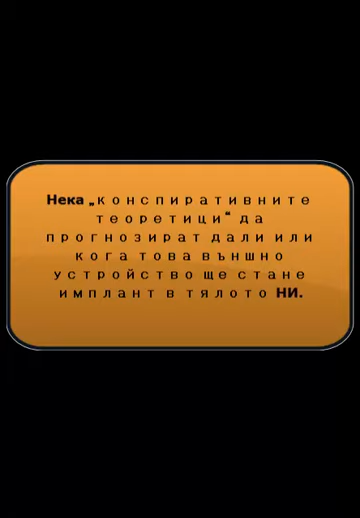 Нека „конспиративните
теоретици“ да
прогнозират дали или
кога това външно
устройство ще стане
имплант в тялото НИ.